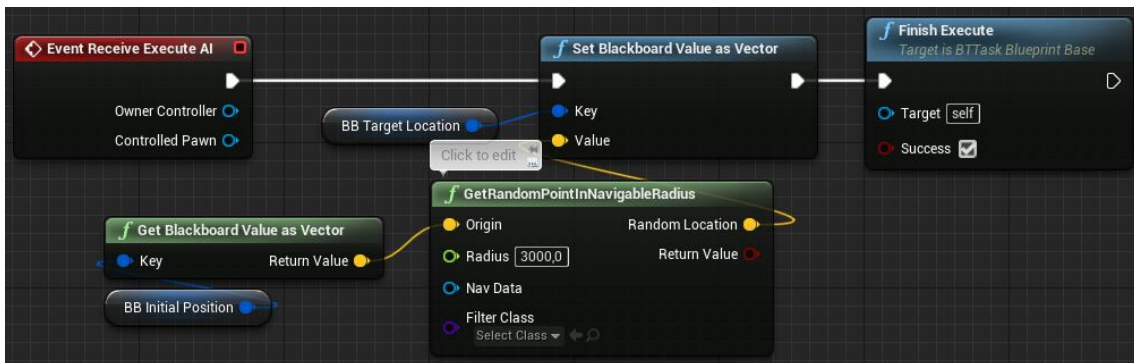 Event Receive Execute AI
Owner Controller
Controlled Pawn
BB Target Location
Set Blackboard Value as Vector
Key
Value
Finish Execute
Target is BTTask Blueprint Base
Target self
Success
Click to edit
Get Blackboard Value as Vector
Key Return Value
BB Initial Position
GetRandomPointInNavigableRadius
Origin Random Location
Radius 3000,0 Return Value
Nav Data
Filter Class
Select Class